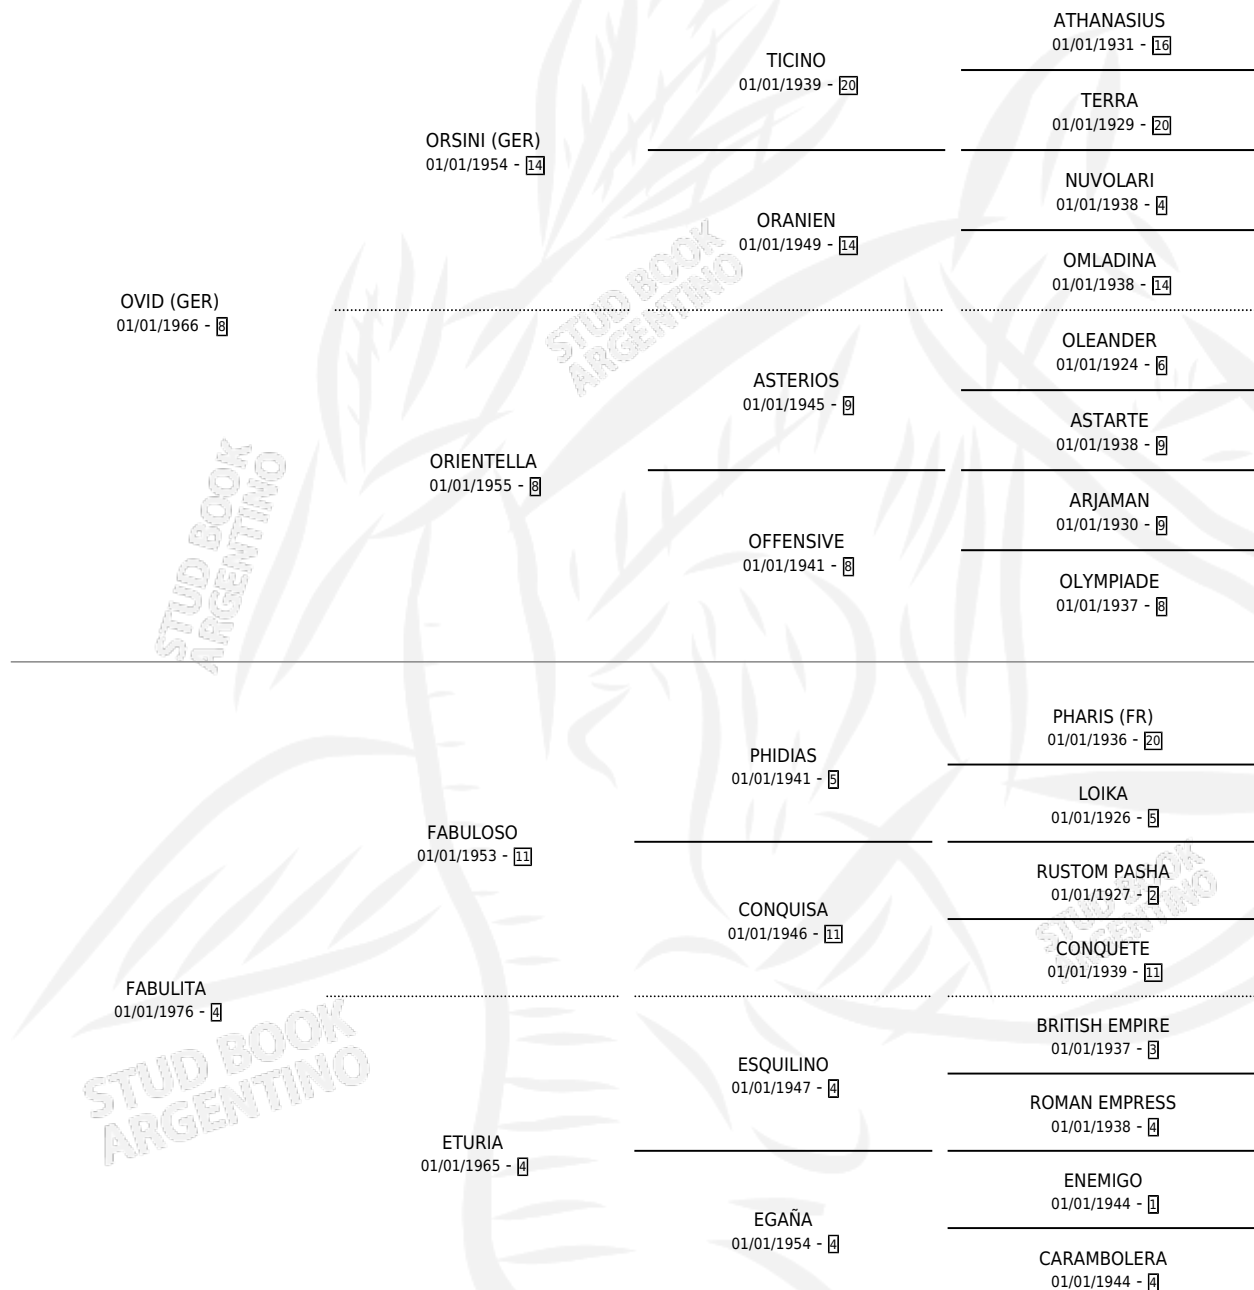 OVID (GER)
01/01/1966 - 8
ORSINI (GER)
01/01/1954 - 14
TICINO
01/01/1939 - 20
ATHANASIUS
01/01/1931 - 16
TERRA
01/01/1929 - 20
ORANIEN
01/01/1949 - 14
NUVOLARI
01/01/1938 - 4
OMLADINA
01/01/1938 - 14
ORIENTELLA
01/01/1955 - 8
ASTERIOS
01/01/1945 - 9
OLEANDER
01/01/1924 - 6
ASTARTE
01/01/1938 - 9
OFFENSIVE
01/01/1941 - 8
ARJAMAN
01/01/1930 - 9
OLYMPIADE
01/01/1937 - 8
FABULITA
01/01/1976 - 4
FABULOSO
01/01/1953 - 11
PHIDIAS
01/01/1941 - 5
PHARIS (FR)
01/01/1936 - 20
LOIKA
01/01/1926 - 5
CONQUISA
01/01/1946 - 11
RUSTOM PASHA
01/01/1927 - 2
CONQUETE
01/01/1939 - 11
ETURIA
01/01/1965 - 4
ESQUILINO
01/01/1947 - 4
BRITISH EMPIRE
01/01/1937 - 3
ROMAN EMPRESS
01/01/1938 - 4
EGAÑA
01/01/1954 - 4
ENEMIGO
01/01/1944 - 1
CARAMBOLERA
01/01/1944 - 4
STUD BOOK
ARGENTINO
STUD BOOK
ARGENTINO
STUD BOOK
ARGENTINO
STUD BOOK
ARGENTINO